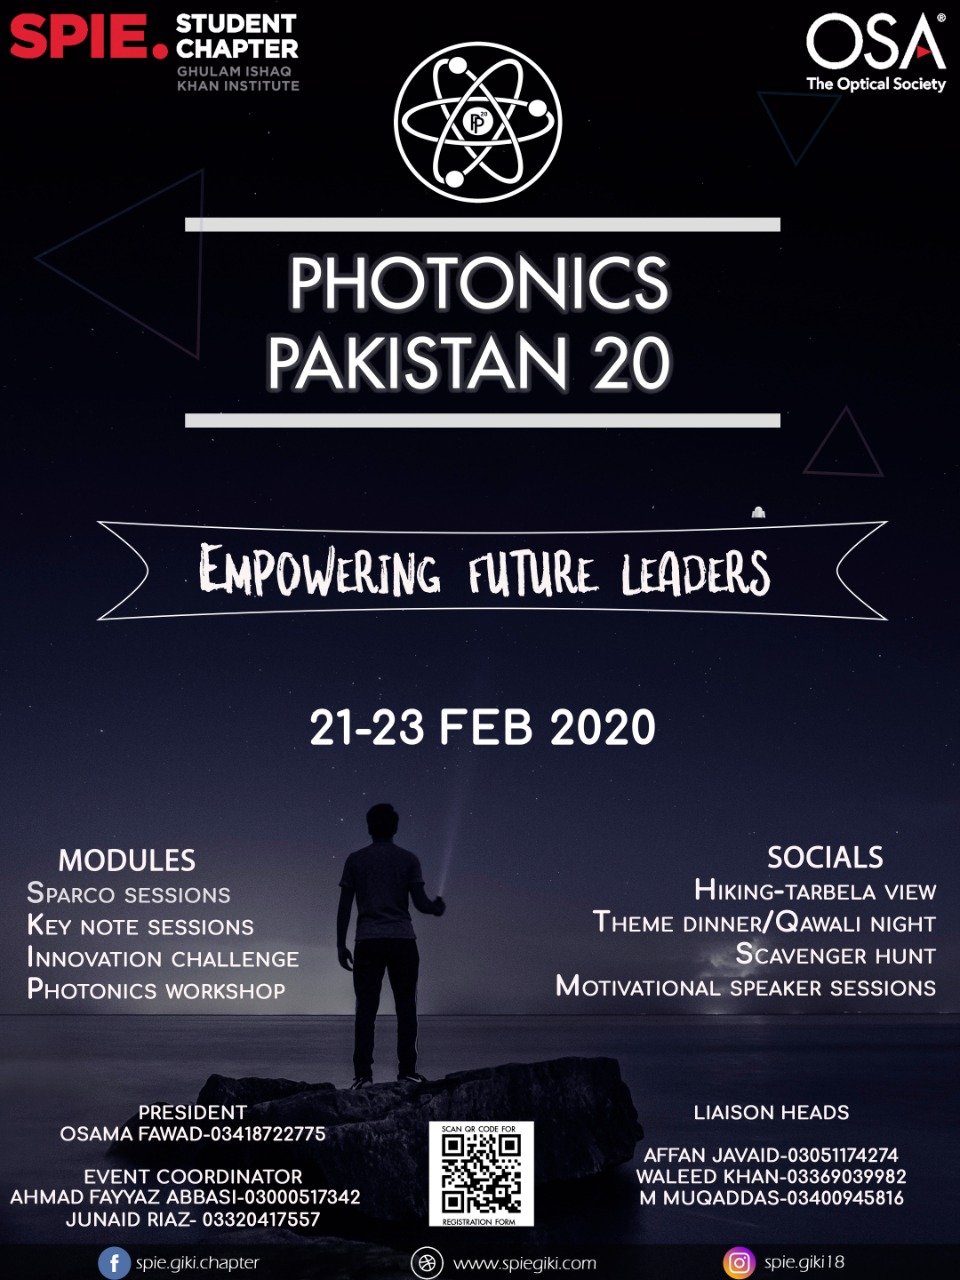 SPIE. STUDENT
CHAPTER
GHULAM ISHAQ
KHAN INSTITUTE
OSA®
The Optical Society
PP20
PHOTONICS
PAKISTAN 20
EMPOWERING FUTURE LEADERS
21-23 FEB 2020
MODULES
SPARCO SESSIONS
KEY NOTE SESSIONS
INNOVATION CHALLENGE
PHOTONICS WORKSHOP
SOCIALS
HIKING-TARBELA VIEW
THEME DINNER/QAWALI NIGHT
SCAVENGER HUNT
MOTIVATIONAL SPEAKER SESSIONS
PRESIDENT
OSAMA FAWAD-03418722775
EVENT COORDINATOR
AHMAD FAYYAZ ABBASI-03000517342
JUNAID RIAZ- 03320417557
SCAN QR CODE FOR
REGISTRATION FORM
LIAISON HEADS
AFFAN JAVAID-03051174274
WALEED KHAN-03369039982
M MUQADDAS-03400945816
spie.giki.chapter
www.spiegiki.com
spie.giki18